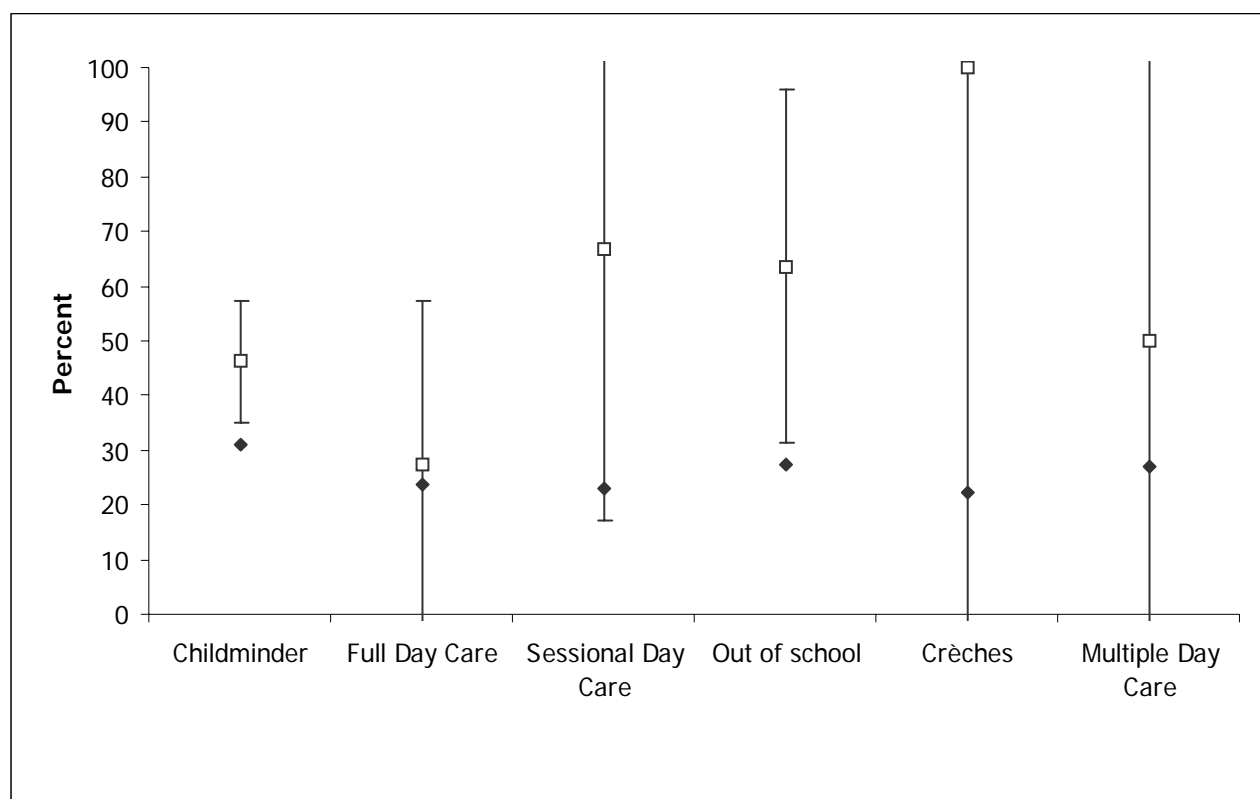 100
90
80
70
60
50
40
30
20
10
0
Percent
Childminder
Full Day Care
Sessional Day
Care
Out of school
Crèches
Multiple Day
Care